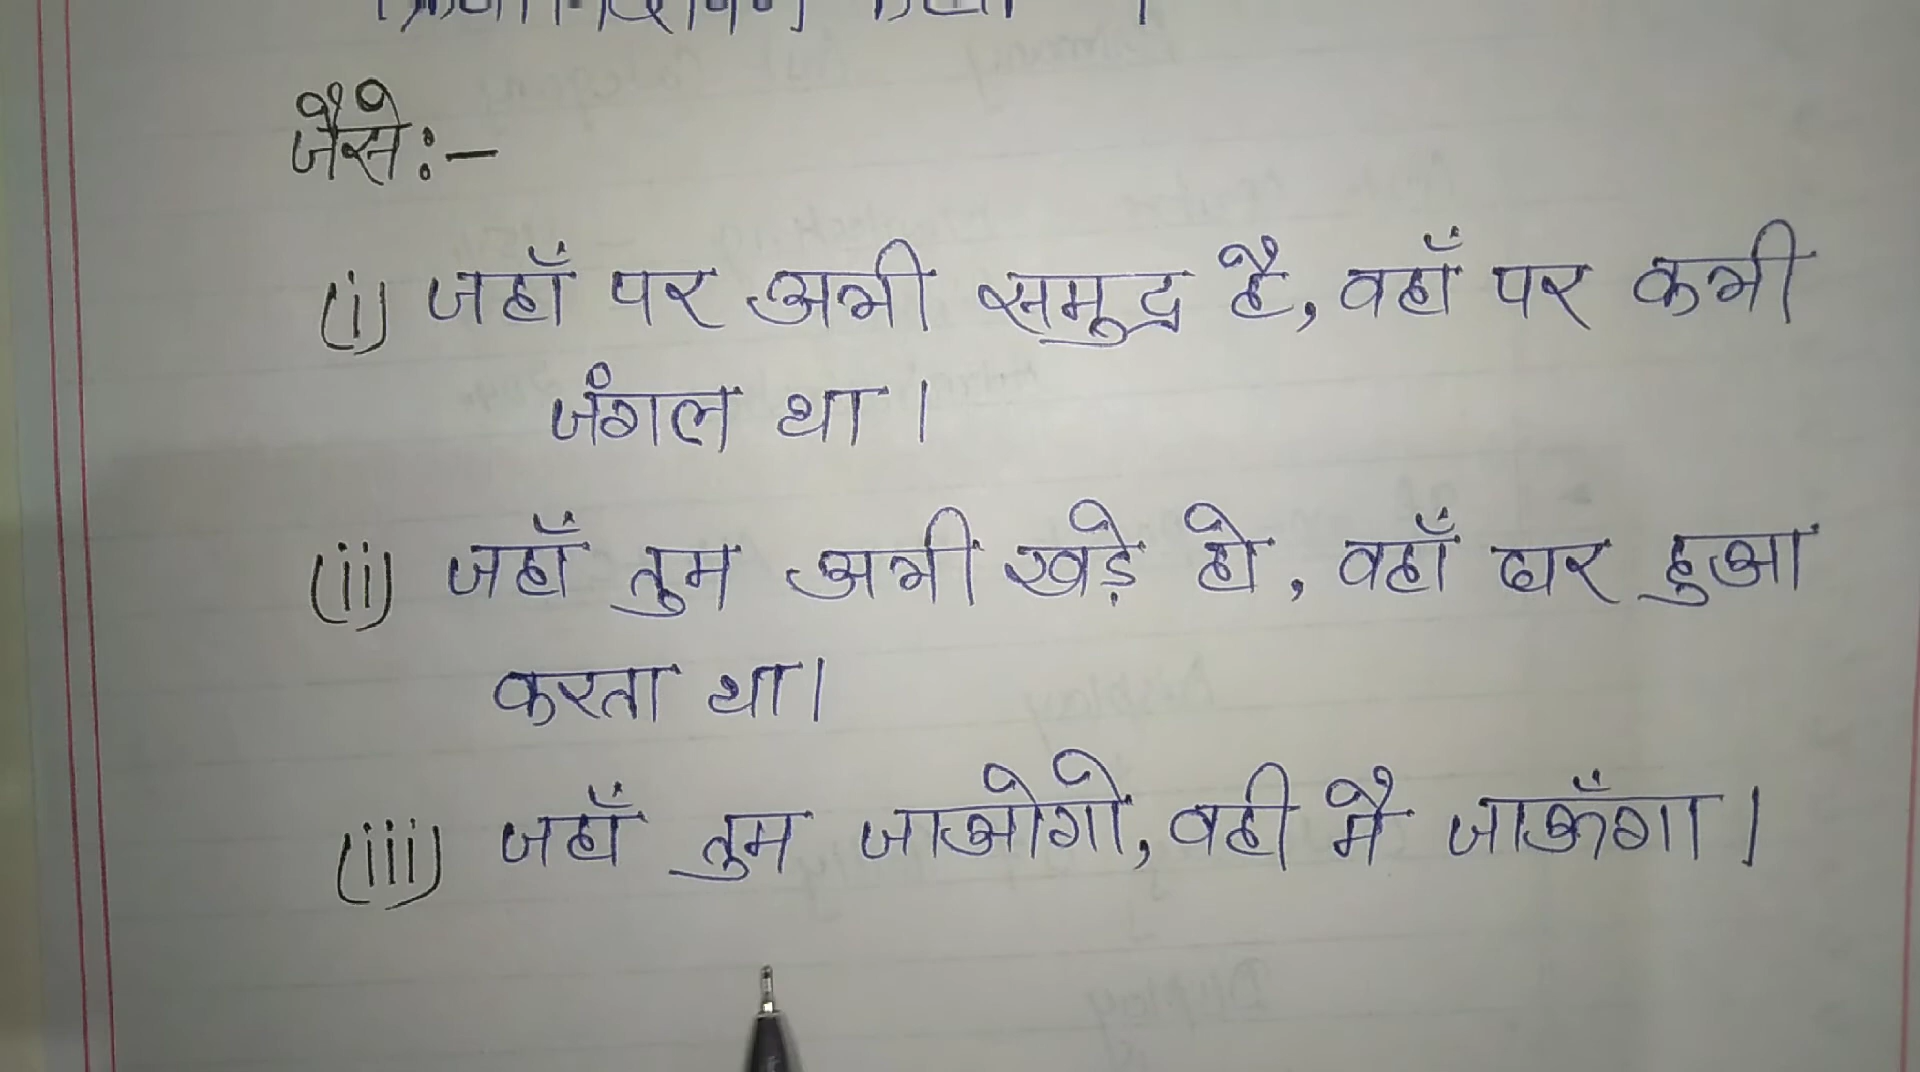 जैसे:-
(i) जहाँ पर अभी समुद्र है, वहाँ पर कभी
जंगल था।
(ii) जहाँ तुम अभी खड़े हो, वहाँ घर हुआ
करता था।
(iii) जहाँ तुम जाओगो, वही मै जाऊँगा।